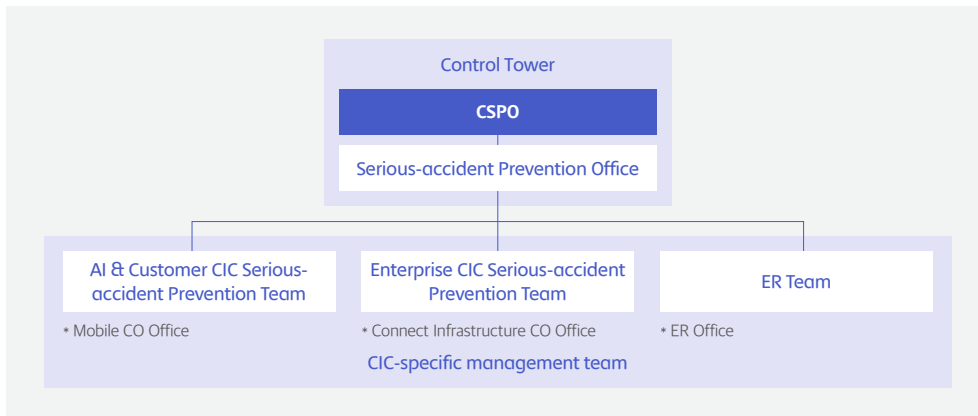 Control Tower
CSPO
Serious-accident Prevention Office
AI & Customer CIC Serious-
accident Prevention Team
* Mobile CO Office
Enterprise CIC Serious-accident
Prevention Team
* Connect Infrastructure CO Office
ER Team
* ER Office
CIC-specific management team